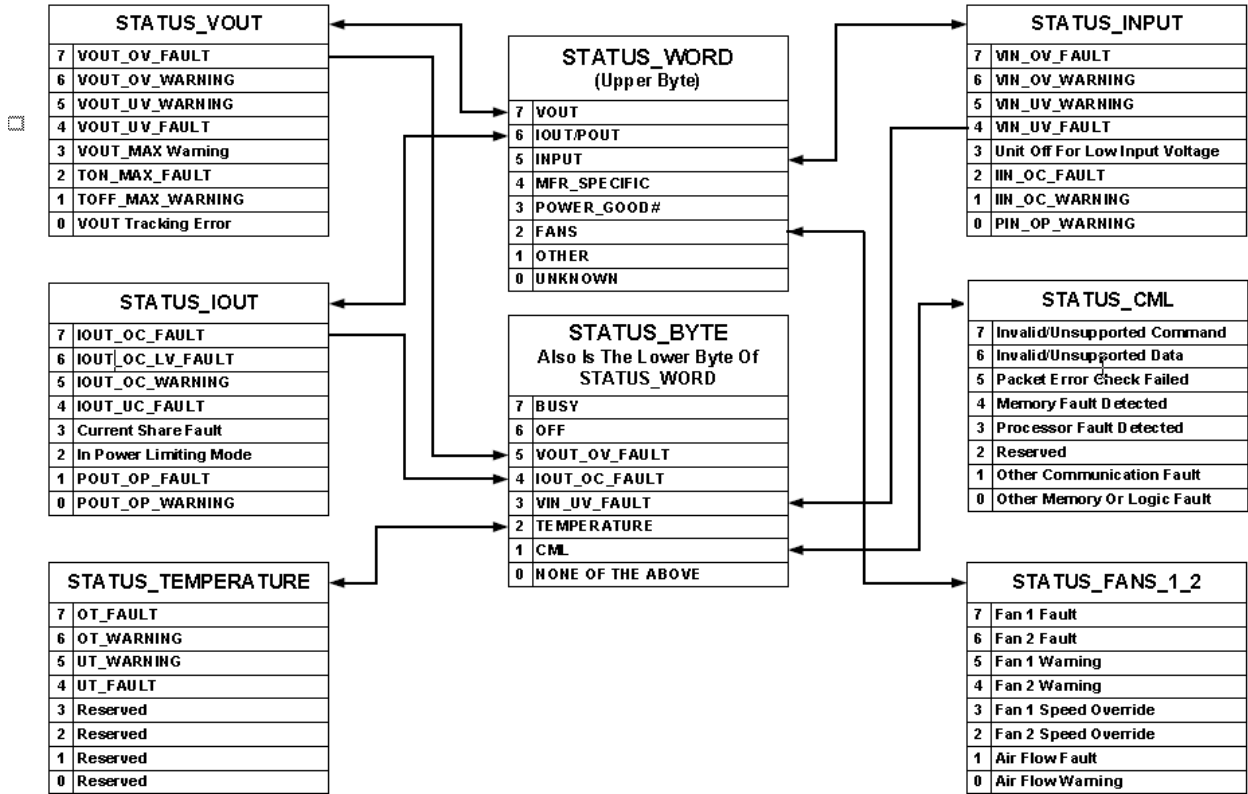 STATUS_VOUT
7 VOUT_OV_FAULT
6 VOUT_OV_WARNING
5 VOUT_UV_WARNING
4 VOUT_UV_FAULT
3 VOUT_MAX Warning
2 TON_MAX_FAULT
1 TOFF_MAX_WARNING
0 VOUT Tracking Error
STATUS_IOUT
7 IOUT_OC_FAULT
6 IOUT_OC_LV_FAULT
5 IOUT_OC_WARNING
4 IOUT_UC_FAULT
3 Current Share Fault
2 In Power Limiting Mode
1 POUT_OP_FAULT
0 POUT_OP_WARNING
STATUS_TEMPERATURE
7 OT_FAULT
6 OT_WARNING
5 UT_WARNING
4 UT_FAULT
3 Reserved
2 Reserved
1 Reserved
0 Reserved
STATUS_WORD
(Upper Byte)
7 VOUT
6 IOUT/POUT
5 INPUT
4 MFR_SPECIFIC
3 POWER_GOOD#
2 FANS
1 OTHER
0 UNKNOWN
STATUS_BYTE
Also Is The Lower Byte Of
STATUS_WORD
7 BUSY
6 OFF
5 VOUT_OV_FAULT
4 IOUT_OC_FAULT
3 VIN_UV_FAULT
2 TEMPERATURE
1 CML
0 NONE OF THE ABOVE
STATUS_INPUT
7 VIN_OV_FAULT
6 VIN_OV_WARNING
5 VIN_UV_WARNING
4 VIN_UV_FAULT
3 Unit Off For Low Input Voltage
2 IIN_OC_FAULT
1 IIN_OC_WARNING
0 PIN_OP_WARNING
STATUS_CML
7 Invalid/Unsupported Command
6 Invalid/Unsupported Data
5 Packet Error Check Failed
4 Memory Fault Detected
3 Processor Fault Detected
2 Reserved
1 Other Communication Fault
0 Other Memory Or Logic Fault
STATUS_FANS_1_2
7 Fan 1 Fault
6 Fan 2 Fault
5 Fan 1 Warning
4 Fan 2 Warning
3 Fan 1 Speed Override
2 Fan 2 Speed Override
1 Air Flow Fault
0 Air Flow Warning